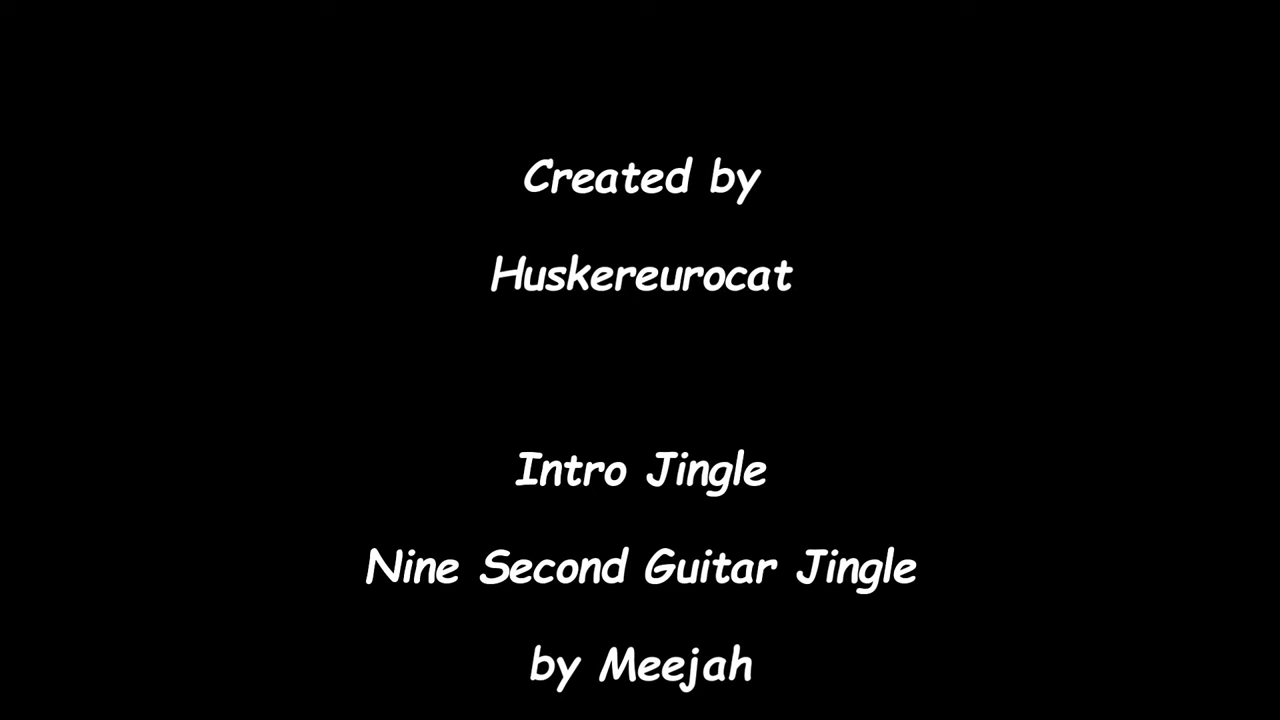 Created by
Huskereurocat
Intro Jingle
Nine Second Guitar Jingle
by Meejah